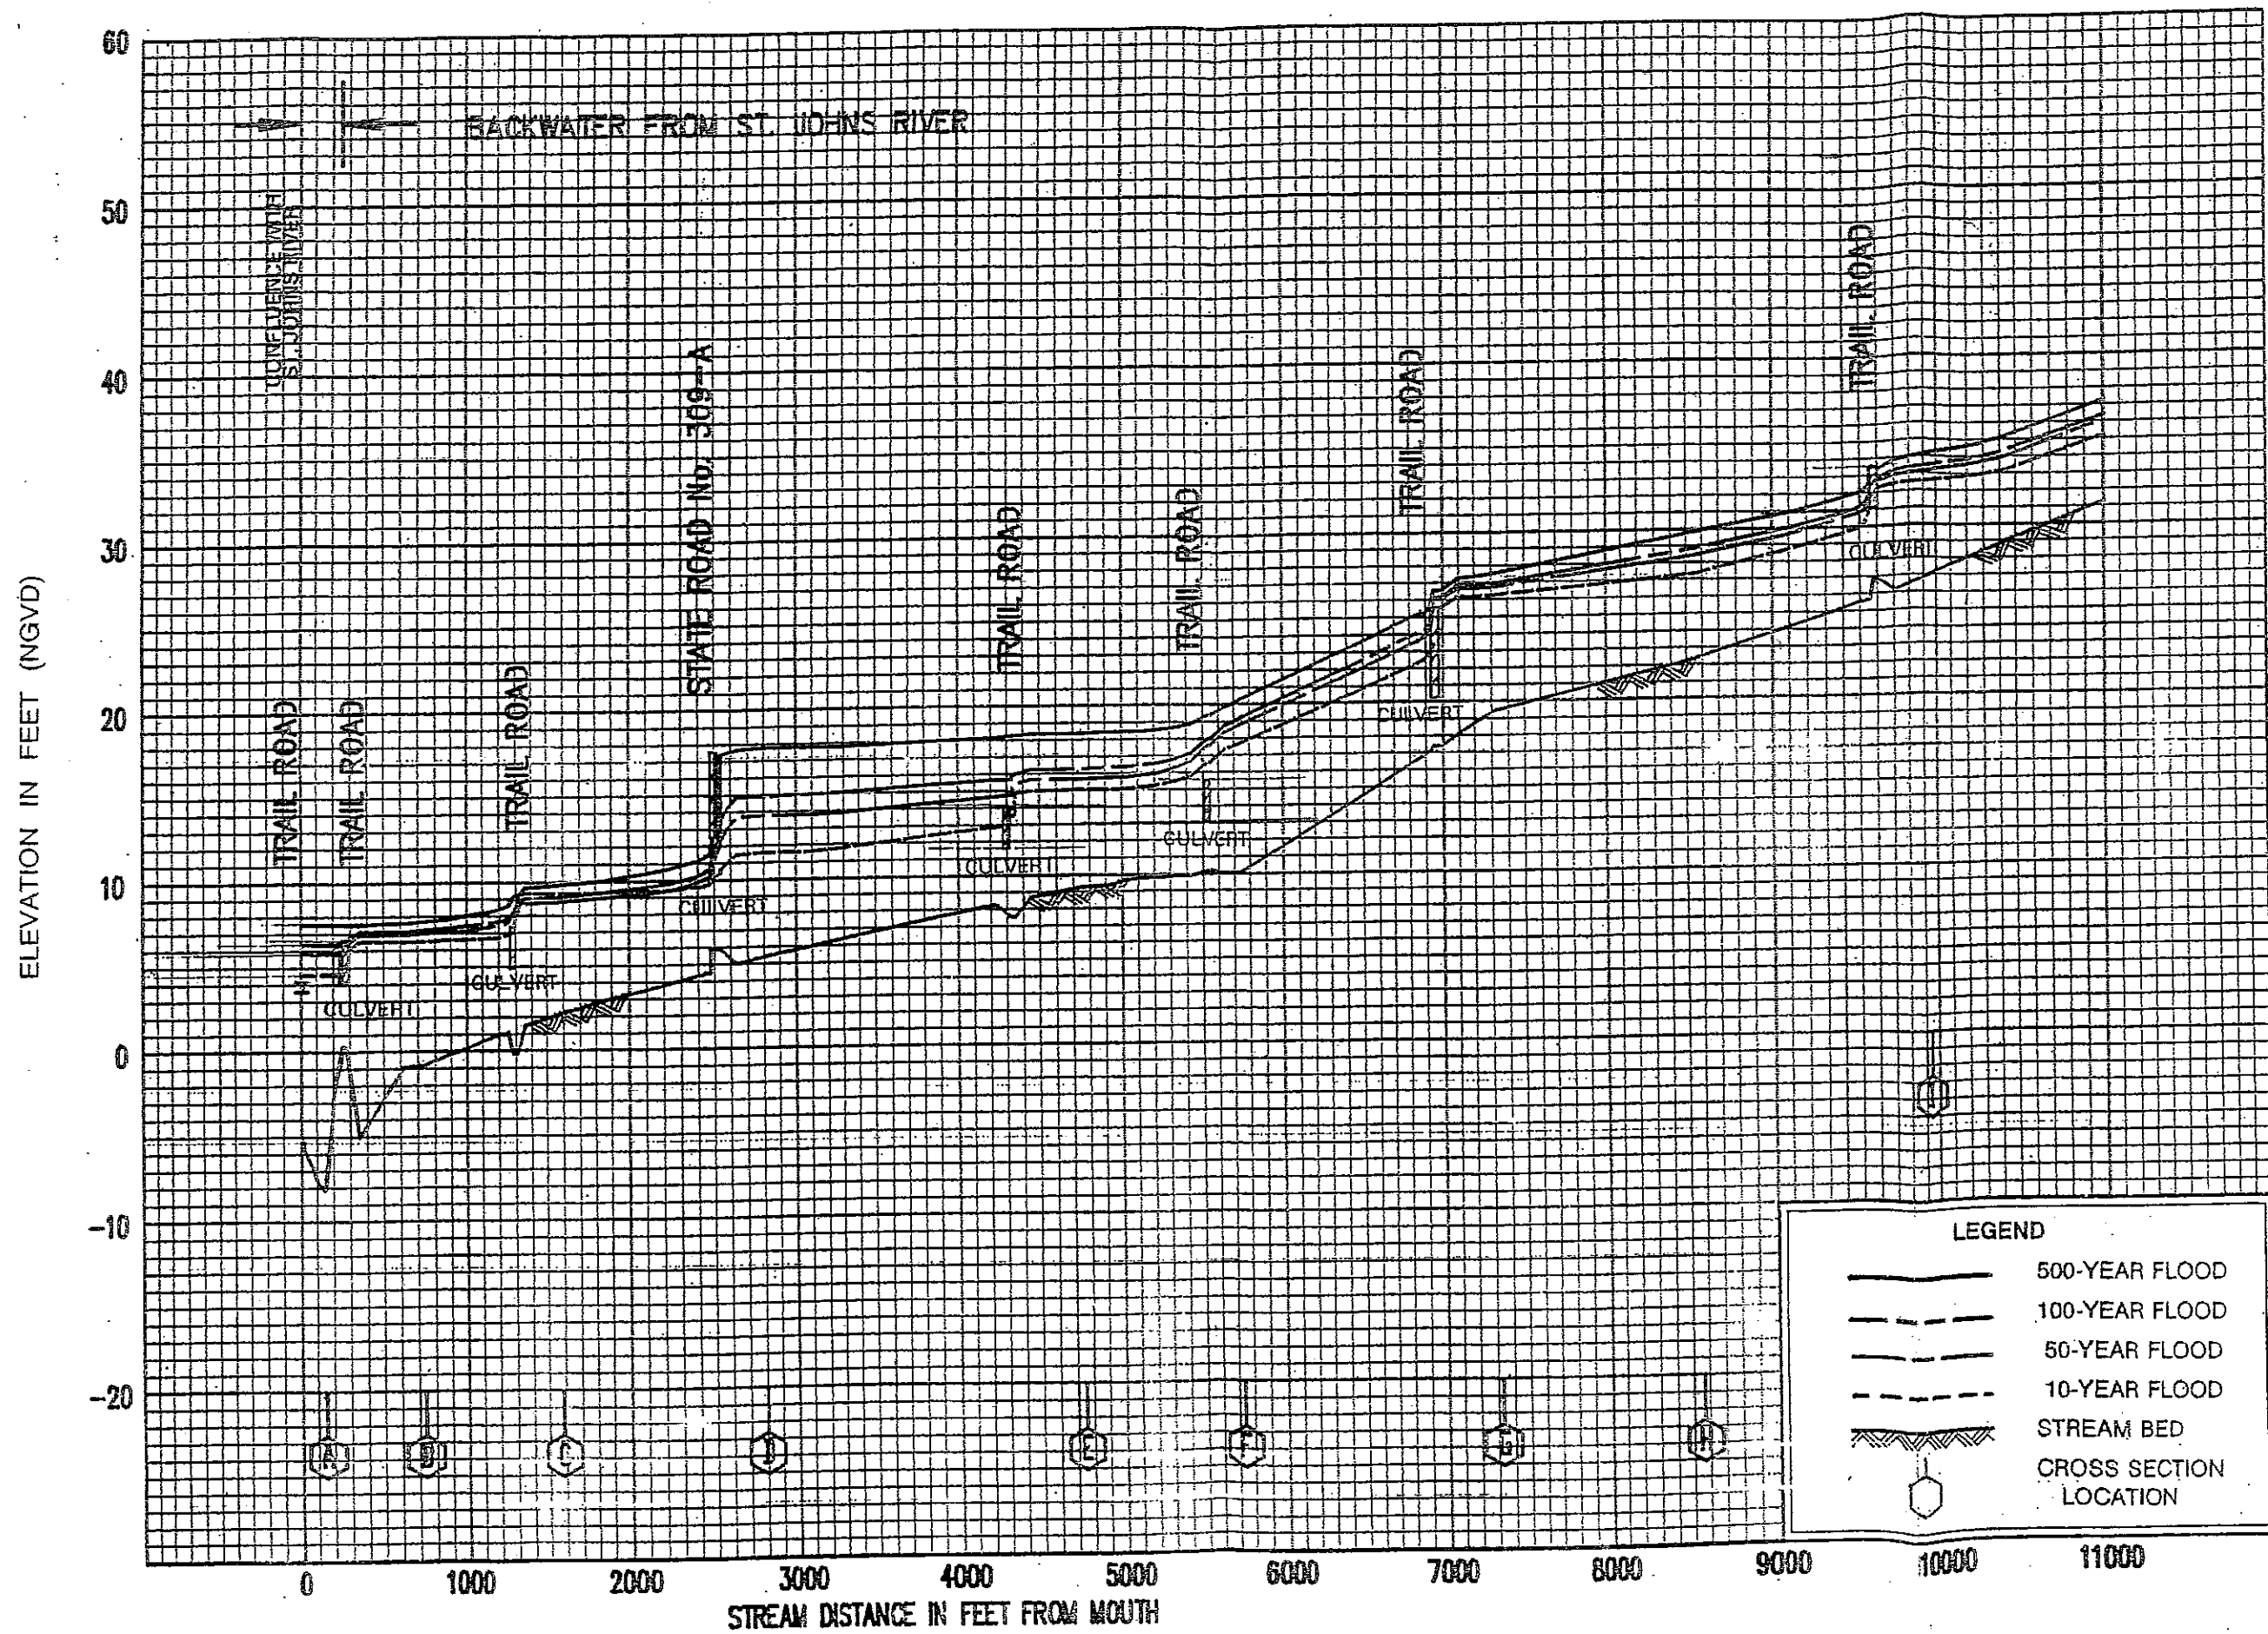 60
50
40
30
20
10
0
-10
-20
ELEVATION IN FEET (NGVD)
BACKWATER FROM ST. JOHNS RIVER
CONFLUENCE WITH
ST. JOHNS RIVER
TRAIL ROAD
TRAIL ROAD
TRAIL ROAD
STATE ROAD No. 309-A
TRAIL ROAD
TRAIL ROAD
TRAIL ROAD
TRAIL ROAD
CULVERT
CULVERT
CULVERT
CULVERT
CULVERT
CULVERT
CULVERT
A
B
C
D
E
F
G
H
I
0
1000
2000
3000
4000
5000
6000
7000
8000
9000
10000
11000
STREAM DISTANCE IN FEET FROM MOUTH
LEGEND
500-YEAR FLOOD
100-YEAR FLOOD
50-YEAR FLOOD
10-YEAR FLOOD
STREAM BED
CROSS SECTION
LOCATION